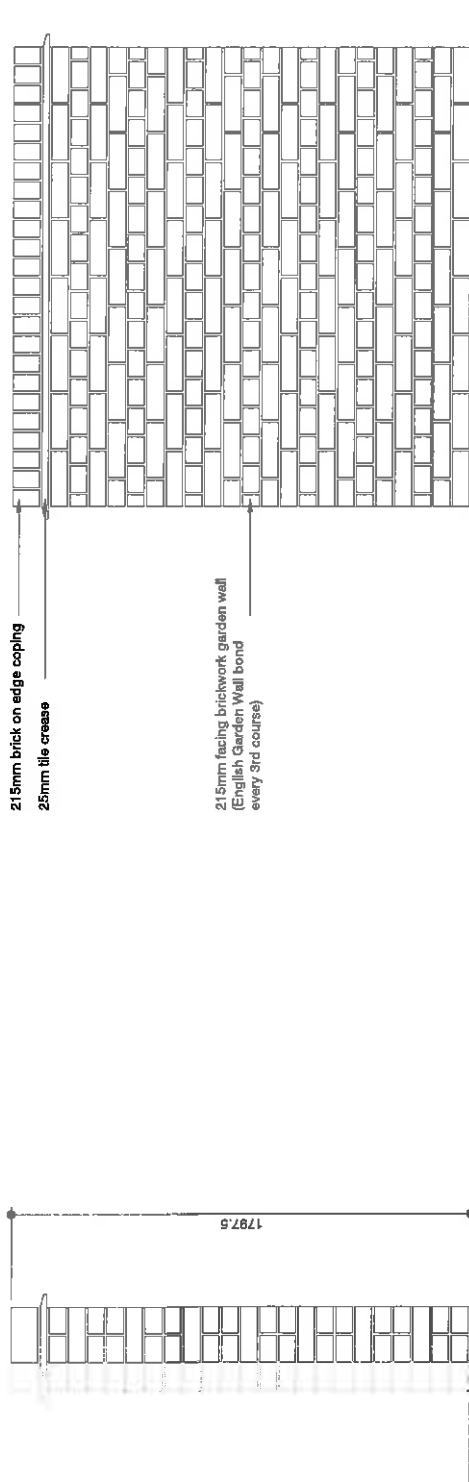 215mm brick on edge coping
25mm tile crease
215mm facing brickwork garden wall
(English Garden Wall bond
every 3rd course)
1797.5